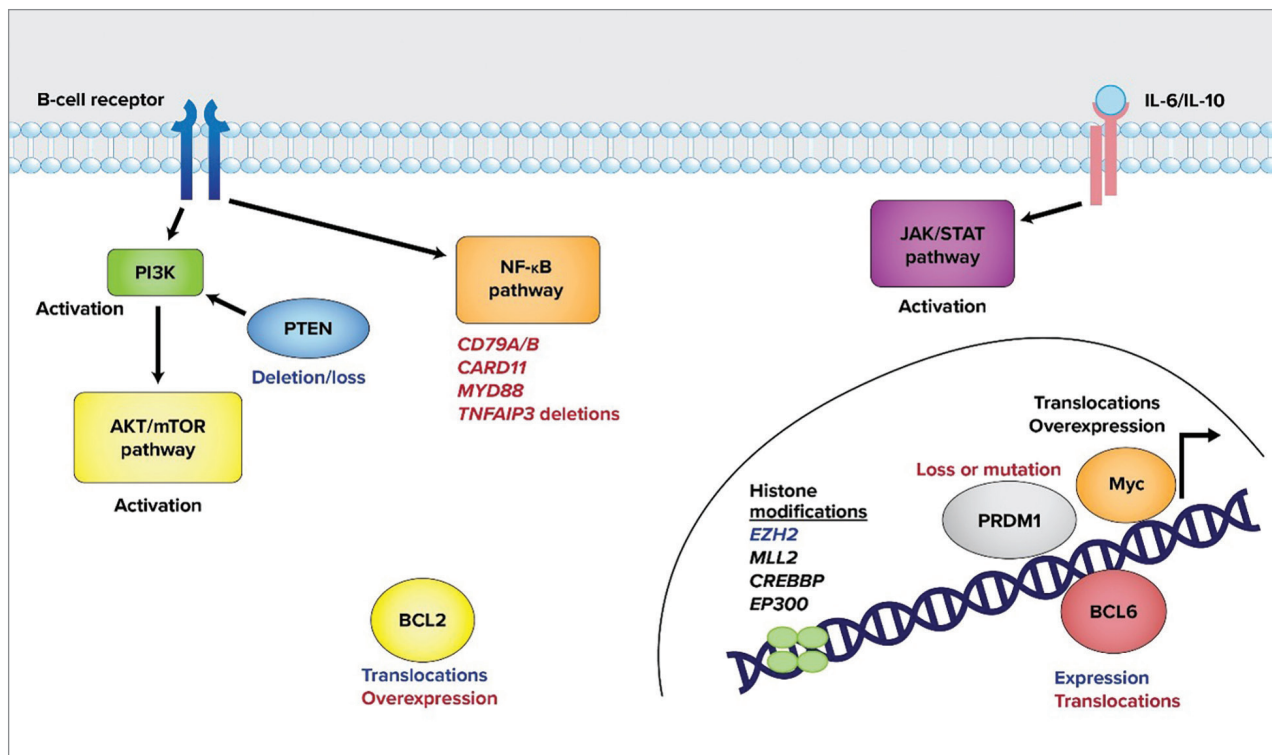 B-cell receptor
IL-6/IL-10
PI3K
Activation
PTEN
Deletion/loss
AKT/mTOR
pathway
Activation
NF-κB
pathway
CD79A/B
CARD11
MYD88
TNFAIP3 deletions
JAK/STAT
pathway
Activation
BCL2
Translocations
Overexpression
Histone
modifications
EZH2
MLL2
CREBBP
EP300
Loss or mutation
PRDM1
Translocations
Overexpression
Myc
BCL6
Expression
Translocations